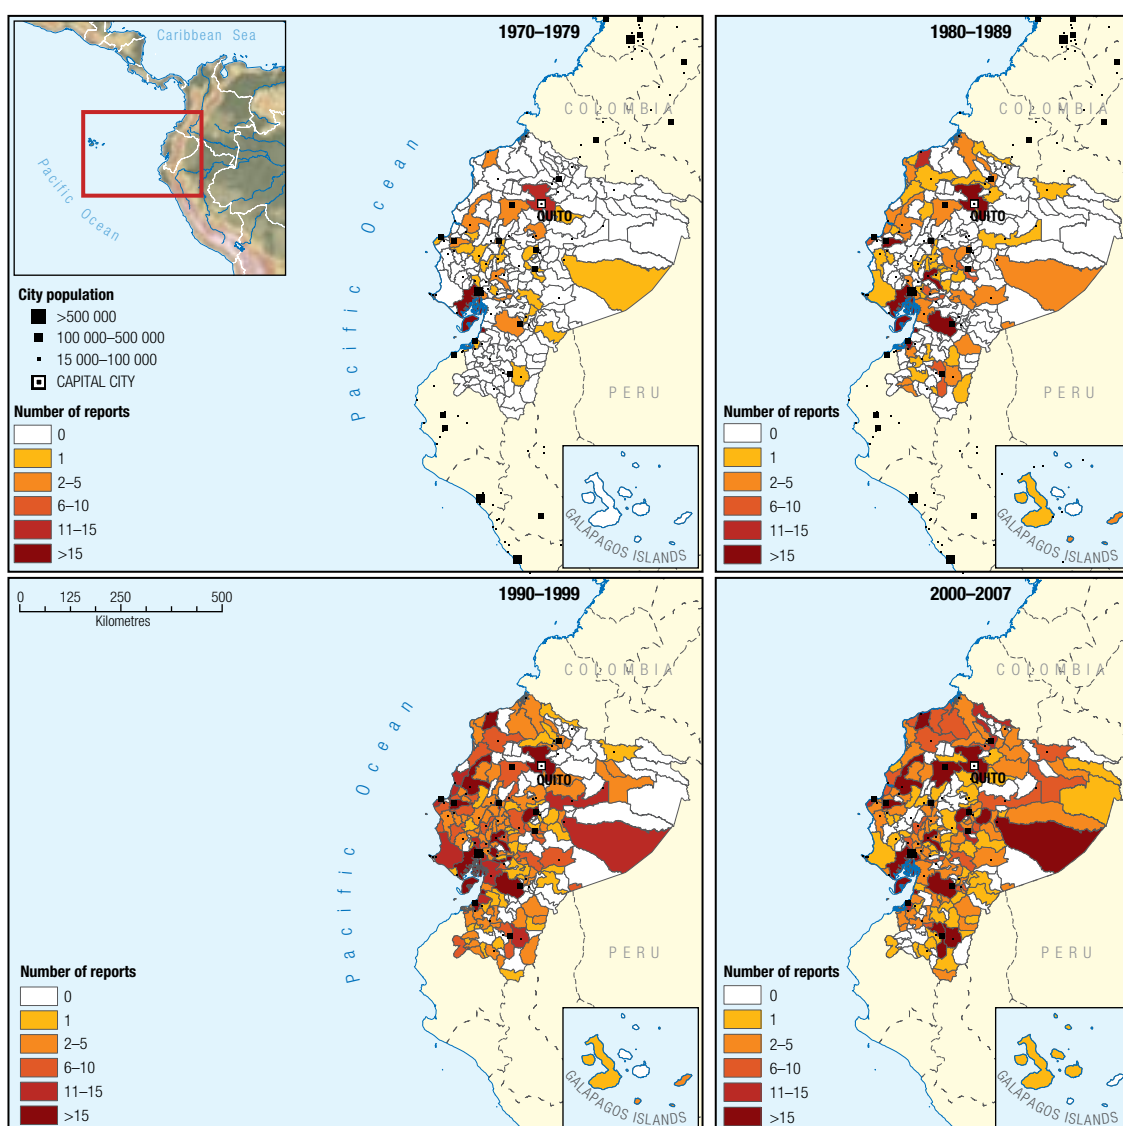 1970–1979
Caribbean Sea
Pacific Ocean
COLOMBIA
Pacific Ocean
QUITO
PERU
GALÁPAGOS ISLANDS
City population
>500 000
100 000–500 000
15 000–100 000
CAPITAL CITY
Number of reports
0
1
2–5
6–10
11–15
>15
1980–1989
COLOMBIA
QUITO
PERU
GALÁPAGOS ISLANDS
Number of reports
0
1
2–5
6–10
11–15
>15
1990–1999
0 125 250 500
Kilometres
COLOMBIA
Pacific Ocean
QUITO
PERU
GALÁPAGOS ISLANDS
Number of reports
0
1
2–5
6–10
11–15
>15
2000–2007
COLOMBIA
QUITO
PERU
GALÁPAGOS ISLANDS
Number of reports
0
1
2–5
6–10
11–15
>15